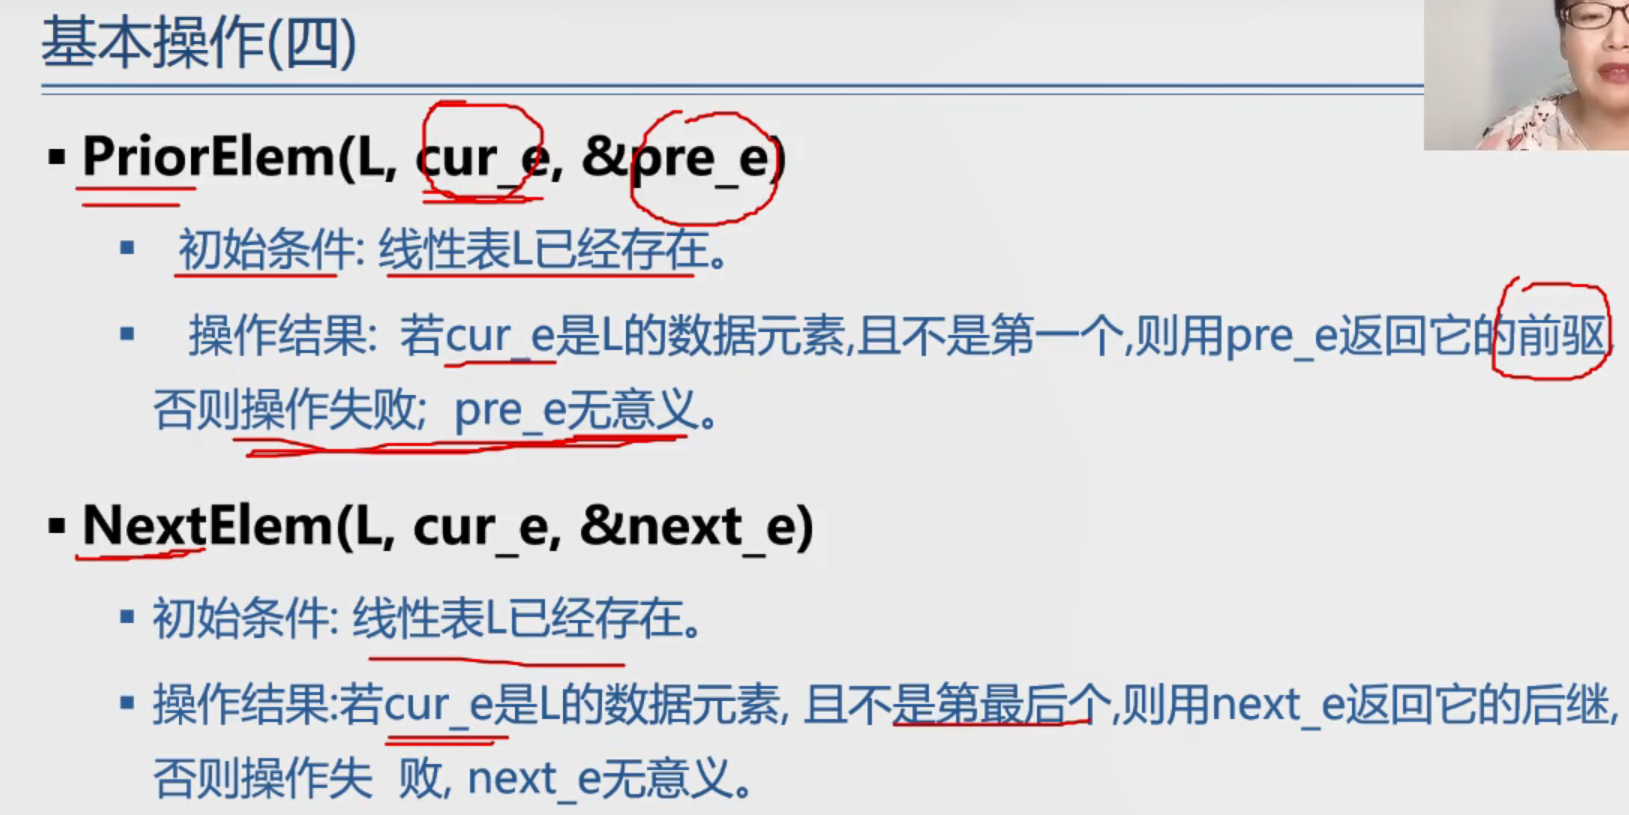 基本操作(四)
▪ PriorElem(L, cur_e, &pre_e)
▪ 初始条件: 线性表L已经存在。
▪ 操作结果: 若cur_e是L的数据元素,且不是第一个,则用pre_e返回它的前驱,
否则操作失败; pre_e无意义。
▪ NextElem(L, cur_e, &next_e)
▪ 初始条件: 线性表L已经存在。
▪ 操作结果:若cur_e是L的数据元素, 且不是第最后个,则用next_e返回它的后继,
否则操作失 败, next_e无意义。